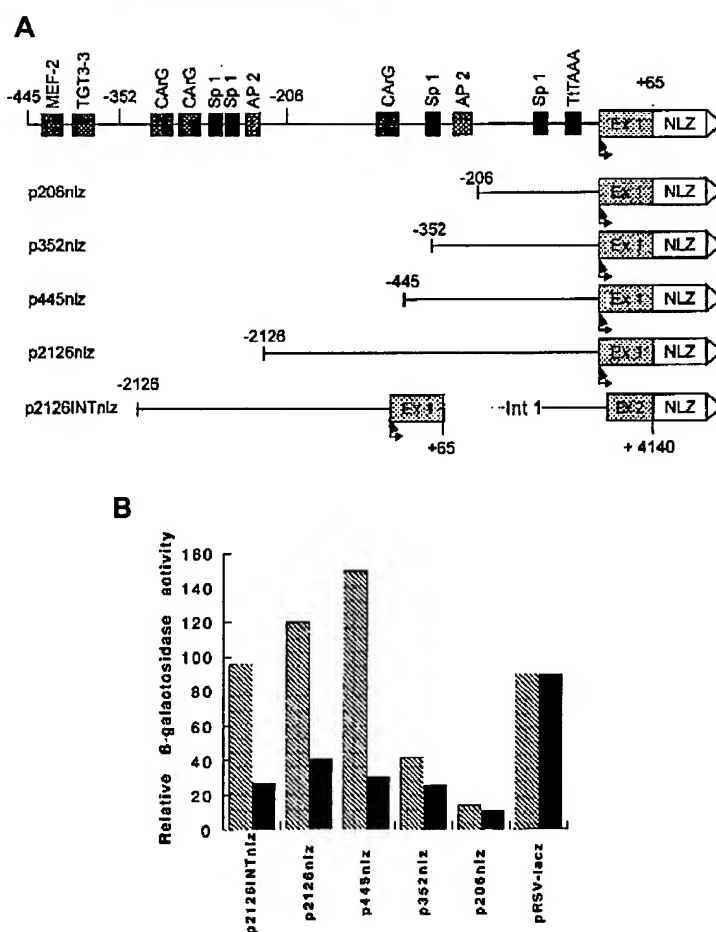 A
-445
MEF-2
TGT3-3
-352
CArG
CArG
Sp 1
Sp 1
AP 2
-206
CArG
Sp 1
AP 2
Sp 1
TtTAAA
+65
Ex 1 NLZ
p206nlz -206 Ex 1 NLZ
p352nlz -352 Ex 1 NLZ
p445nlz -445 Ex 1 NLZ
p2126nlz -2126 Ex 1 NLZ
p2126INTnlz -2126 Ex 1 Int 1 Ex 2 NLZ
+65 + 4140
B
Relative ß-galactosidase activity
160
140
120
100
80
60
40
20
0
p2126INTnlz
p2126nlz
p445nlz
p352nlz
p206nlz
pRSV-lacz